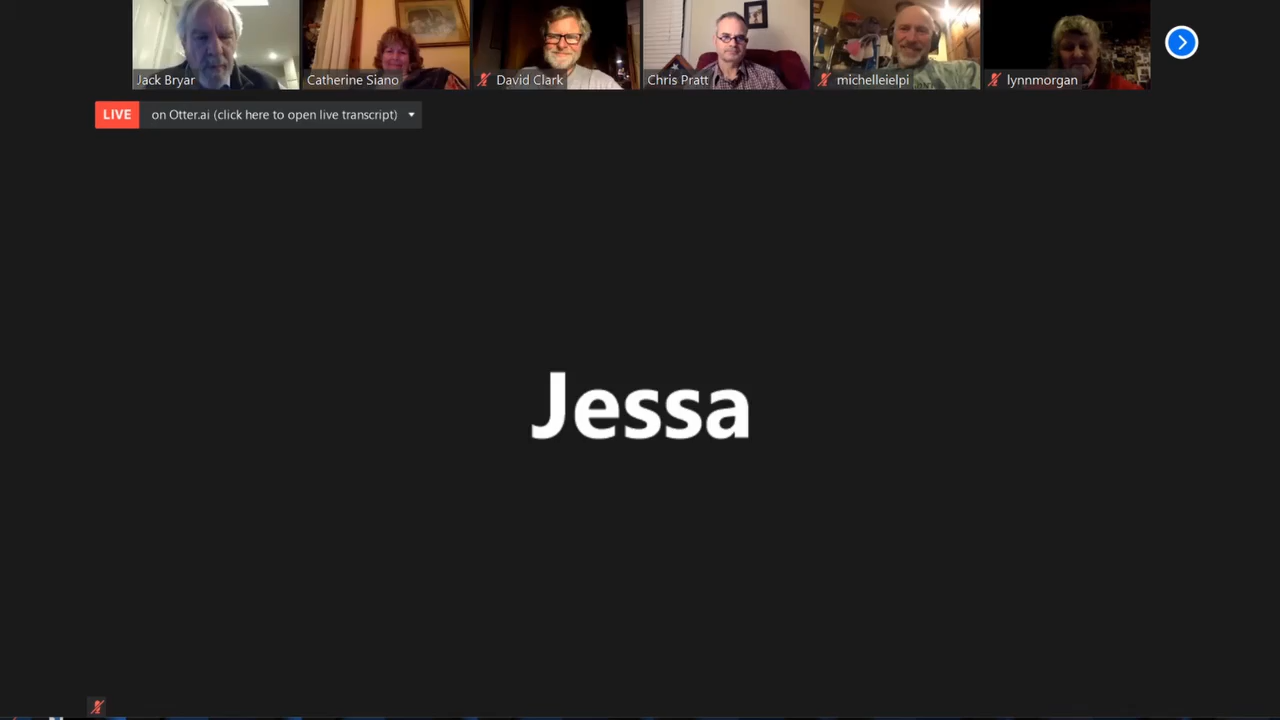 Jack Bryar
Catherine Siano
David Clark
Chris Pratt
michelleielpi
lynnmorgan
LIVE on Otter.ai (click here to open live transcript)
Jessa